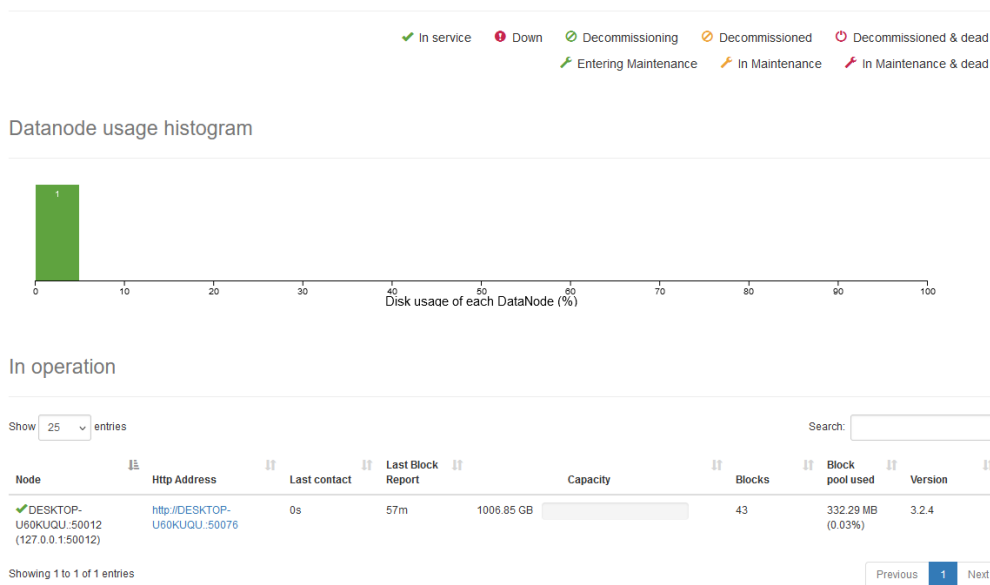 In service Down Decommissioning Decommissioned Decommissioned & dead
Entering Maintenance In Maintenance In Maintenance & dead
Datanode usage histogram
1
0 10 20 30 40 50 60 70 80 90 100
Disk usage of each DataNode (%)
In operation
Show 25 entries Search:
Node Http Address Last contact Last Block Report Capacity Blocks Block pool used Version
DESKTOP- http://DESKTOP- 0s 57m 1006.85 GB 43 332.29 MB 3.2.4
U60KUQU.:50012 U60KUQU.:50076 (0.03%)
(127.0.0.1:50012)
Showing 1 to 1 of 1 entries Previous 1 Next